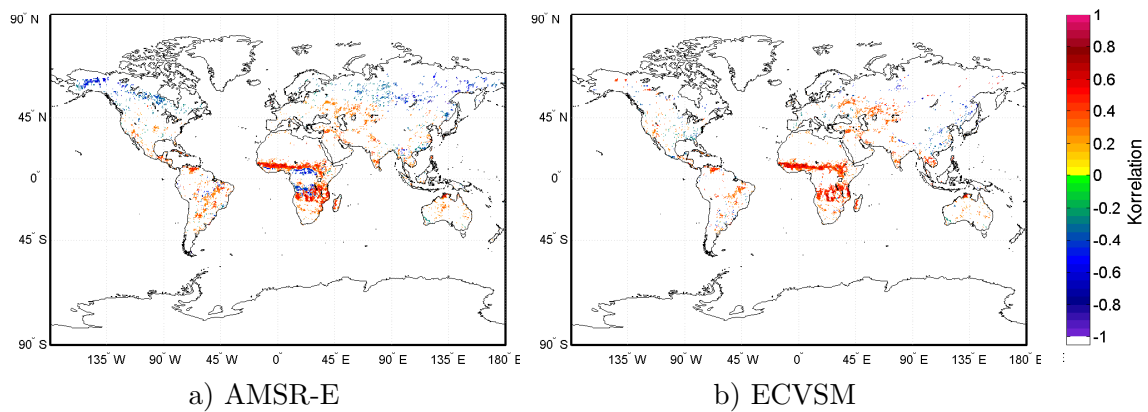 90° N
45° N
0°
45° S
90° S
135° W
90° W
45° W
0°
45° E
90° E
135° E
180° E
a) AMSR-E
90° N
45° N
0°
45° S
90° S
135° W
90° W
45° W
0°
45° E
90° E
135° E
180° E
b) ECVSM
1
0.8
0.6
0.4
0.2
0
-0.2
-0.4
-0.6
-0.8
-1
Korrelation